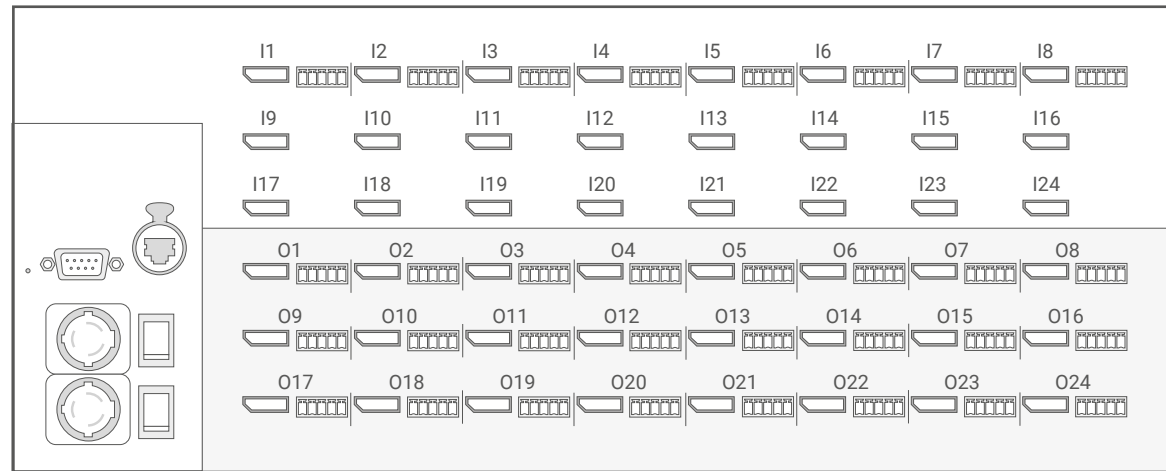 I1 I2 I3 I4 I5 I6 I7 I8
I9 I10 I11 I12 I13 I14 I15 I16
I17 I18 I19 I20 I21 I22 I23 I24
O1 O2 O3 O4 O5 O6 O7 O8
O9 O10 O11 O12 O13 O14 O15 O16
O17 O18 O19 O20 O21 O22 O23 O24